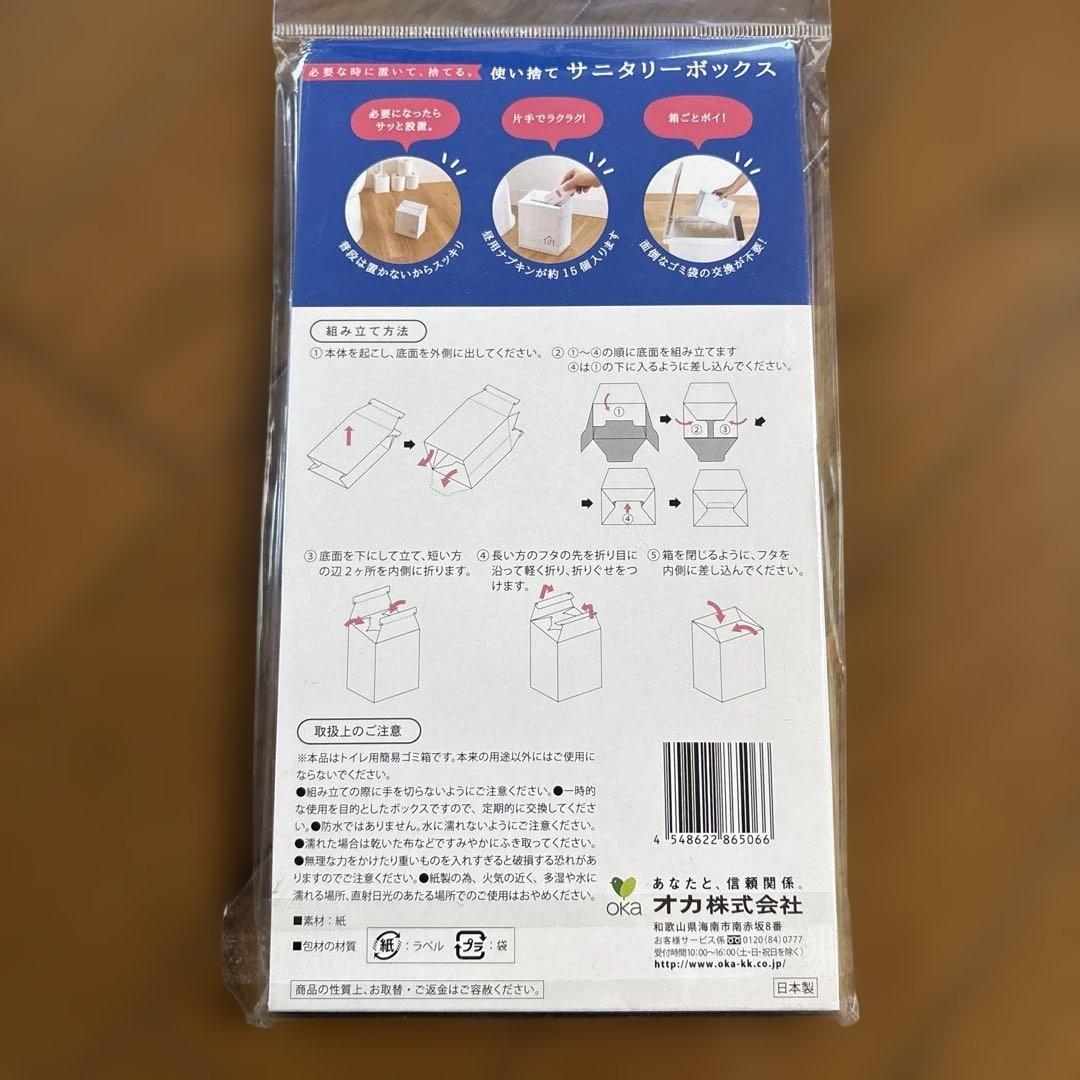 必要な時に置いて、捨てる。 使い捨て サニタリーボックス
必要になったら
サッと設置。
片手でラクラク!
箱ごとポイ!
普段は置かないからスッキリ
昼用ナプキンが約15個入ります
面倒なゴミ袋の交換が不要!
組み立て方法
①本体を起こし、底面を外側に出してください。
②①～④の順に底面を組み立てます
④は①の下に入るように差し込んでください。
①
②
③
④
③底面を下にして立て、短い方
の辺2ヶ所を内側に折ります。
④長い方のフタの先を折り目に
沿って軽く折り、折りぐせをつ
けます。
⑤箱を閉じるように、フタを
内側に差し込んでください。
取扱上のご注意
※本品はトイレ用簡易ゴミ箱です。本来の用途以外にはご使用に
ならないでください。
●組み立ての際に手を切らないようにご注意ください。●一時的
な使用を目的としたボックスですので、定期的に交換してくださ
い。●防水ではありません。水に濡れないようにご注意ください。
●濡れた場合は乾いた布などですみやかにふき取ってください。
●無理な力をかけたり重いものを入れすぎると破損する恐れがあ
りますのでご注意ください。●紙製の為、火気の近く、多湿や水に
濡れる場所、直射日光のあたる場所でのご使用はおやめください。
■素材：紙
■包材の材質
紙：ラベル
プラ：袋
商品の性質上、お取替・ご返金はご容赦ください。
4 548622 865066
oka
あなたと、信頼関係。
オカ株式会社
和歌山県海南市南赤坂8番
お客様サービス係 0120(84)0777
受付時間10:00～16:00(土・日・祝日を除く)
http://www.oka-kk.co.jp/
日本製